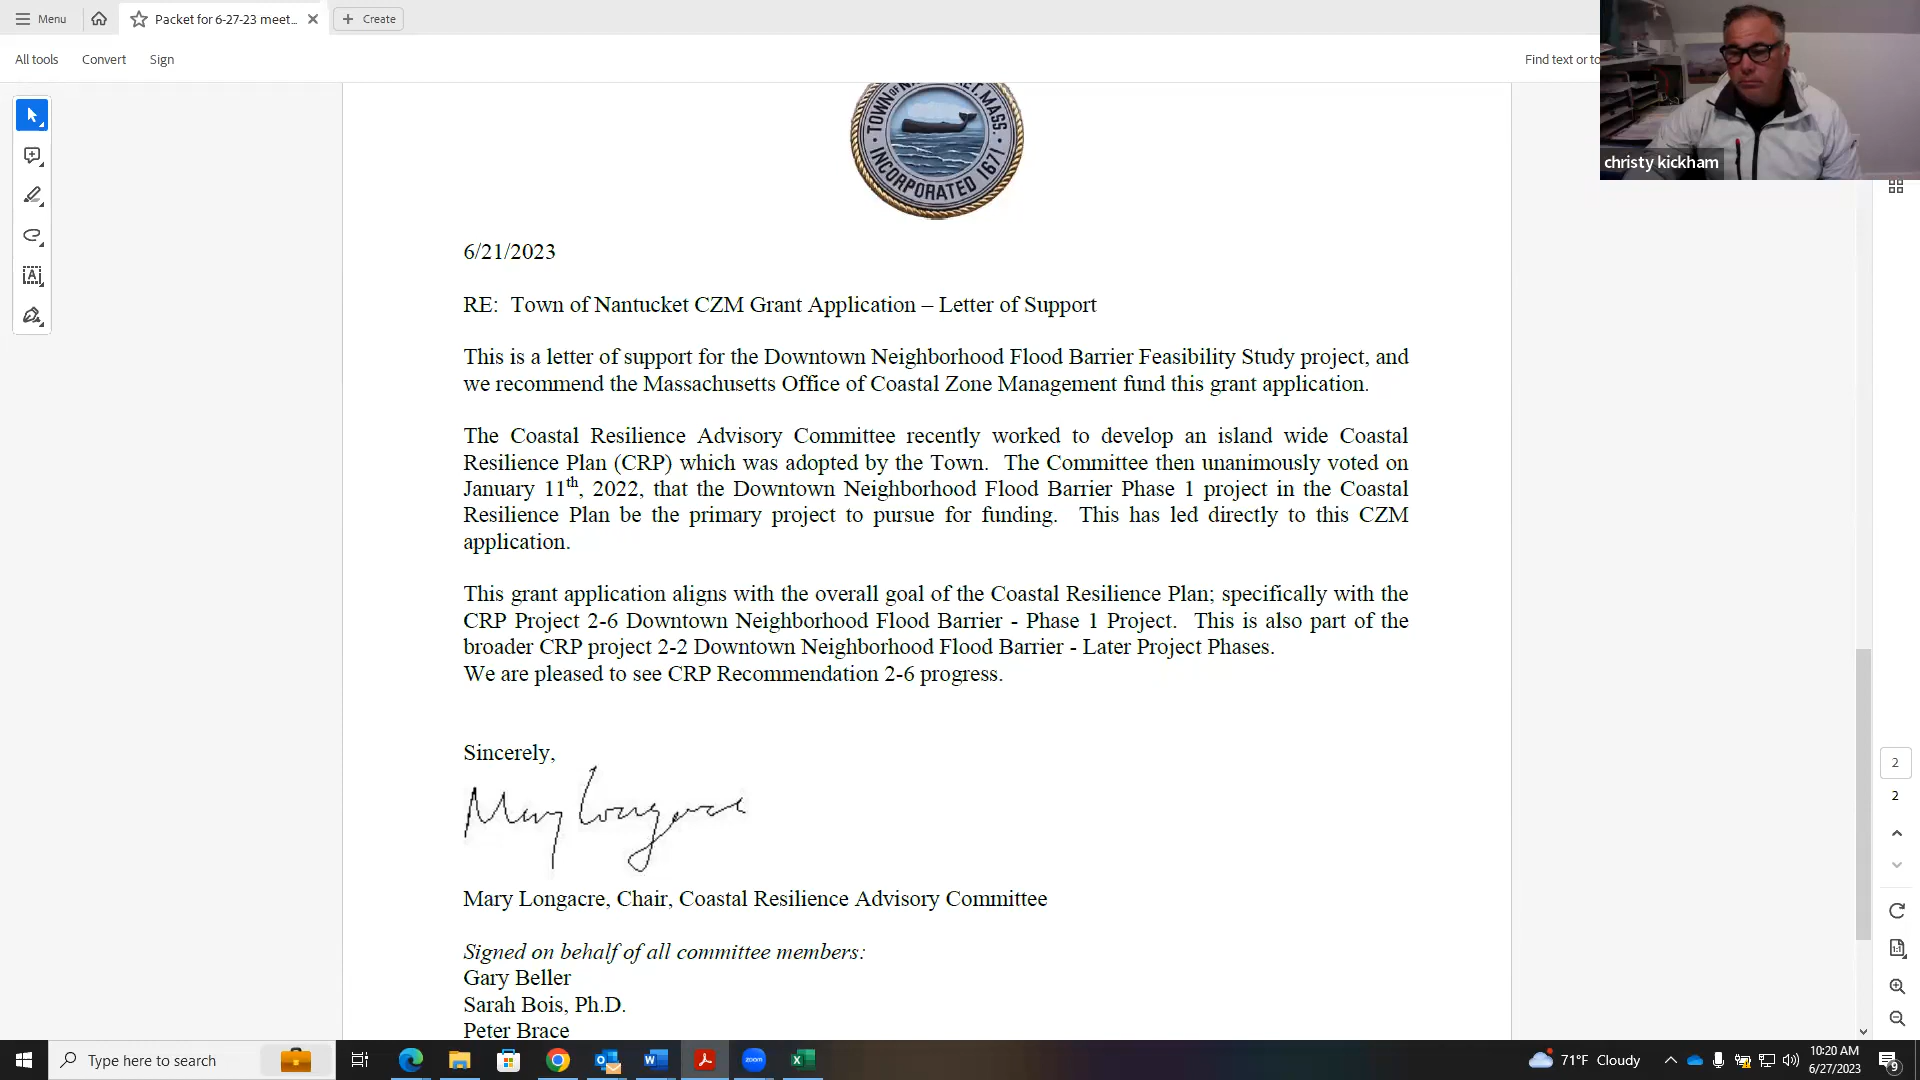 Menu
Packet for 6-27-23 meet...
Create
All tools
Convert
Sign
Find text or to
christy kickham
INCORPORATED 1671
6/21/2023
RE: Town of Nantucket CZM Grant Application – Letter of Support
This is a letter of support for the Downtown Neighborhood Flood Barrier Feasibility Study project, and
we recommend the Massachusetts Office of Coastal Zone Management fund this grant application.
The Coastal Resilience Advisory Committee recently worked to develop an island wide Coastal
Resilience Plan (CRP) which was adopted by the Town. The Committee then unanimously voted on
January 11th, 2022, that the Downtown Neighborhood Flood Barrier Phase 1 project in the Coastal
Resilience Plan be the primary project to pursue for funding. This has led directly to this CZM
application.
This grant application aligns with the overall goal of the Coastal Resilience Plan; specifically with the
CRP Project 2-6 Downtown Neighborhood Flood Barrier - Phase 1 Project. This is also part of the
broader CRP project 2-2 Downtown Neighborhood Flood Barrier - Later Project Phases.
We are pleased to see CRP Recommendation 2-6 progress.
Sincerely,
Mary Longacre
Mary Longacre, Chair, Coastal Resilience Advisory Committee
Signed on behalf of all committee members:
Gary Beller
Sarah Bois, Ph.D.
Peter Brace
2
2
Type here to search
zoom
71°F Cloudy
10:20 AM
6/27/2023
9